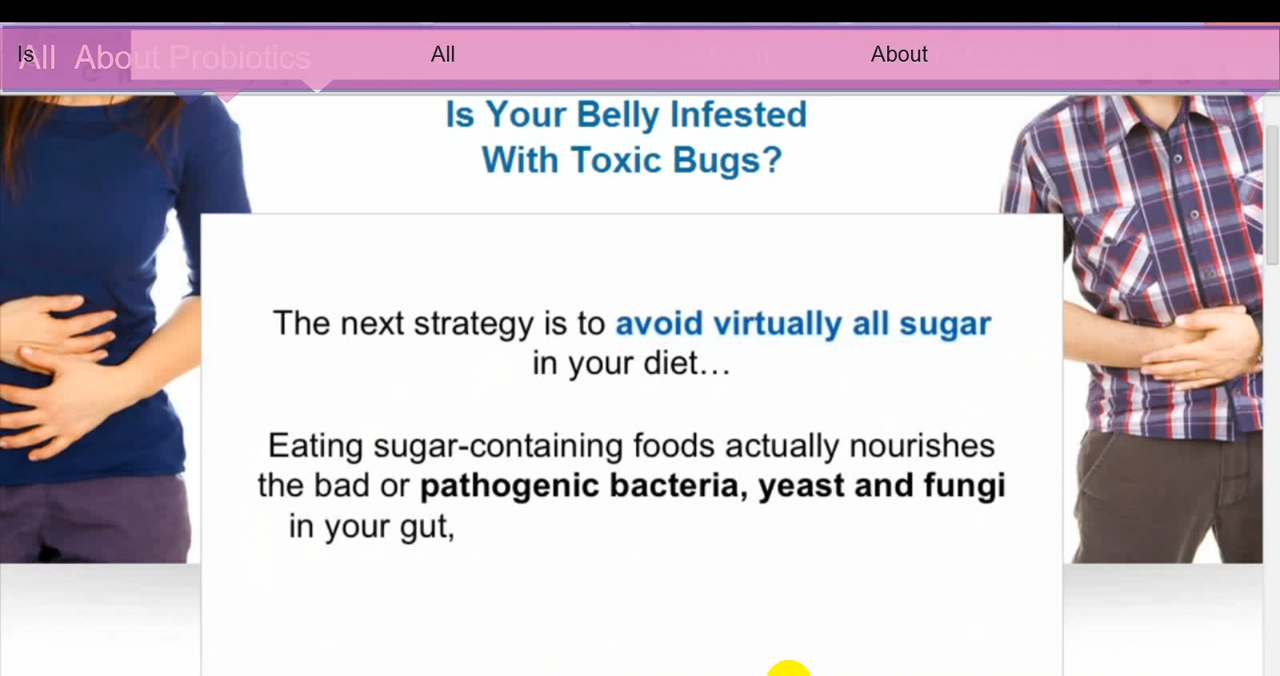 Is All About
All About Probiotics
Is Your Belly Infested
With Toxic Bugs?
The next strategy is to avoid virtually all sugar
in your diet…
Eating sugar-containing foods actually nourishes
the bad or pathogenic bacteria, yeast and fungi
in your gut,